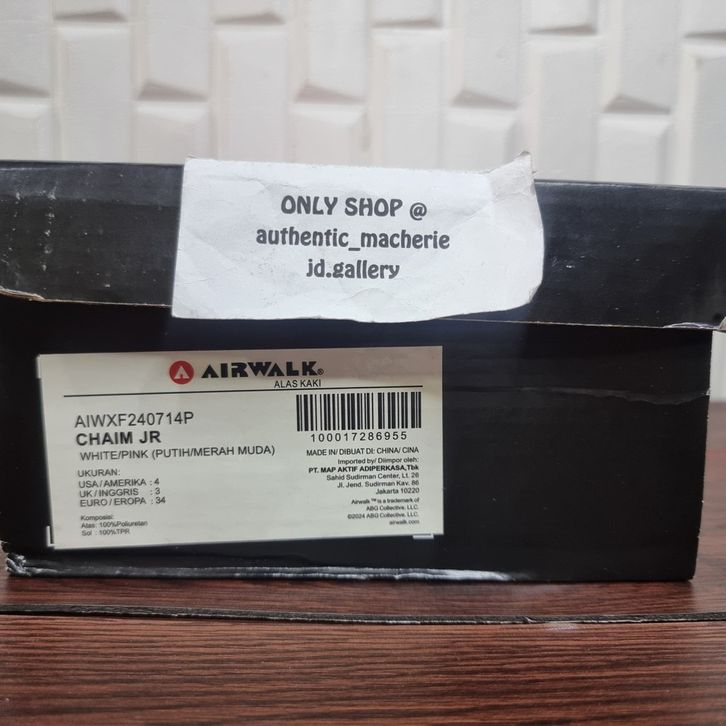 ONLY SHOP @
authentic_macherie
jd.gallery
AIRWALK®
ALAS KAKI
AIWXF240714P
CHAIM JR
WHITE/PINK (PUTIH/MERAH MUDA)
UKURAN:
USA/AMERIKA : 4
UK/INGGRIS : 3
EURO/EROPA : 34
Komposisi:
Atas: 100%Poliuretan
Sol : 100%TPR
100017286955
MADE IN/ DIBUAT DI: CHINA/ CINA
Imported by/ Diimpor oleh:
PT. MAP AKTIF ADIPERKASA,Tbk
Sahid Sudirman Center, Lt. 26
Jl. Jend. Sudirman Kav. 86
Jakarta 10220
Airwalk ™ is a trademark of
ABG Collective. LLC.
©2024 ABG Collective. LLC.
airwalk.com